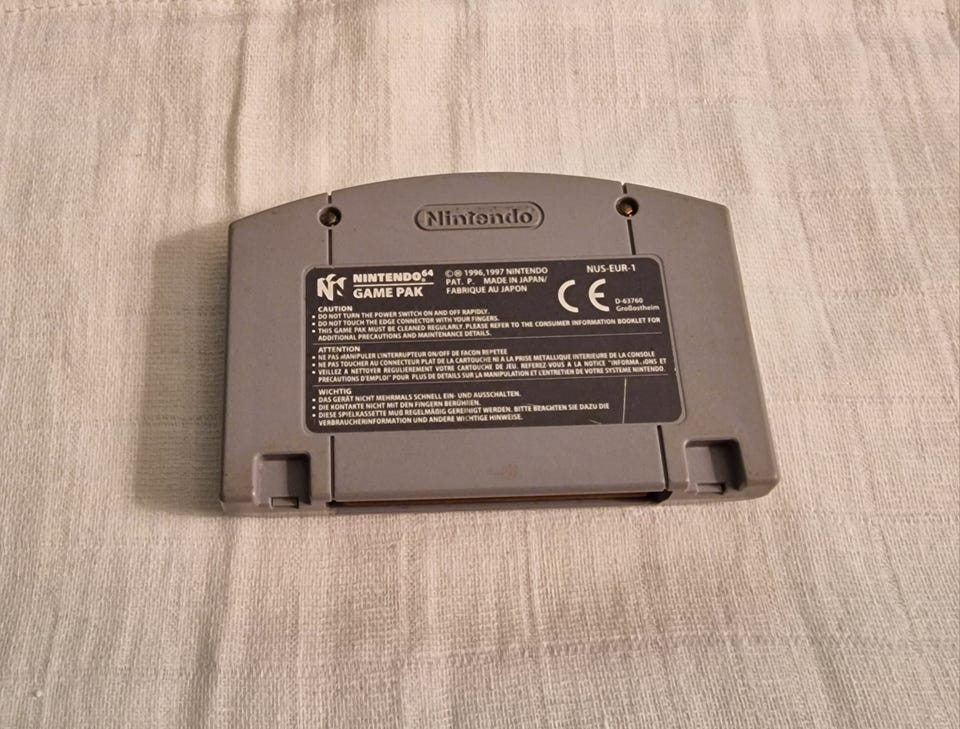 Nintendo
NINTENDO 64
GAME PAK
©® 1996,1997 NINTENDO
PAT. P. MADE IN JAPAN/
FABRIQUE AU JAPON
NUS-EUR-1
CE
D-63760
Großostheim
CAUTION
• DO NOT TURN THE POWER SWITCH ON AND OFF RAPIDLY.
• DO NOT TOUCH THE EDGE CONNECTOR WITH YOUR FINGERS.
• THIS GAME PAK MUST BE CLEANED REGULARLY. PLEASE REFER TO THE CONSUMER INFORMATION BOOKLET FOR
ADDITIONAL PRECAUTIONS AND MAINTENANCE DETAILS.
ATTENTION
• NE PAS MANIPULER L'INTERRUPTEUR ON/OFF DE FACON REPETEE
• NE PAS TOUCHER AU CONNECTEUR PLAT DE LA CARTOUCHE NI A LA PRISE METALLIQUE INTERIEURE DE LA CONSOLE
• VEILLEZ A NETTOYER REGULIEREMENT VOTRE CARTOUCHE DE JEU. REFEREZ-VOUS A LA NOTICE "INFORMA..ONS ET
PRECAUTIONS D'EMPLOI" POUR PLUS DE DETAILS SUR LA MANIPULATION ET L'ENTRETIEN DE VOTRE SYSTEME NINTENDO.
WICHTIG
• DAS GERÄT NICHT MEHRMALS SCHNELL EIN- UND AUSSCHALTEN.
• DIE KONTAKTE NICHT MIT DEN FINGERN BERÜHREN.
• DIESE SPIELKASSETTE MUß REGELMÄßIG GEREINIGT WERDEN. BITTE BEACHTEN SIE DAZU DIE
VERBRAUCHERINFORMATION UND ANDERE WICHTIGE HINWEISE.